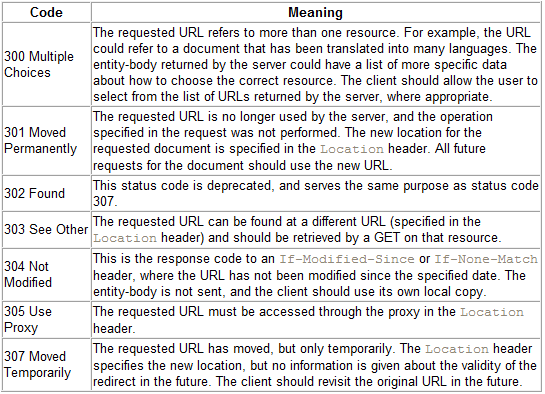 Code Meaning
300 Multiple
Choices
The requested URL refers to more than one resource. For example, the URL
could refer to a document that has been translated into many languages. The
entity-body returned by the server could have a list of more specific data
about how to choose the correct resource. The client should allow the user to
select from the list of URLs returned by the server, where appropriate.
301 Moved
Permanently
The requested URL is no longer used by the server, and the operation
specified in the request was not performed. The new location for the
requested document is specified in the Location header. All future
requests for the document should use the new URL.
302 Found
This status code is deprecated, and serves the same purpose as status code
307.
303 See Other
The requested URL can be found at a different URL (specified in the
Location header) and should be retrieved by a GET on that resource.
304 Not
Modified
This is the response code to an If-Modified-Since or If-None-Match
header, where the URL has not been modified since the specified date. The
entity-body is not sent, and the client should use its own local copy.
305 Use
Proxy
The requested URL must be accessed through the proxy in the Location
header.
307 Moved
Temporarily
The requested URL has moved, but only temporarily. The Location header
specifies the new location, but no information is given about the validity of the
redirect in the future. The client should revisit the original URL in the future.